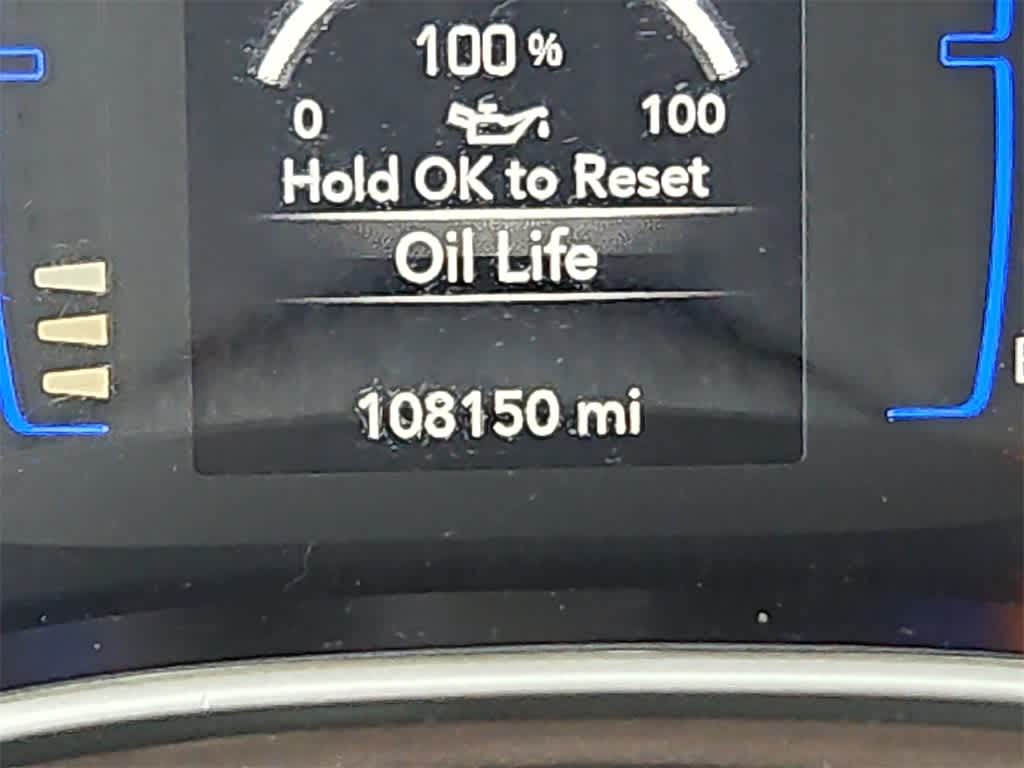 100 %
0 100
Hold OK to Reset
Oil Life
108150 mi